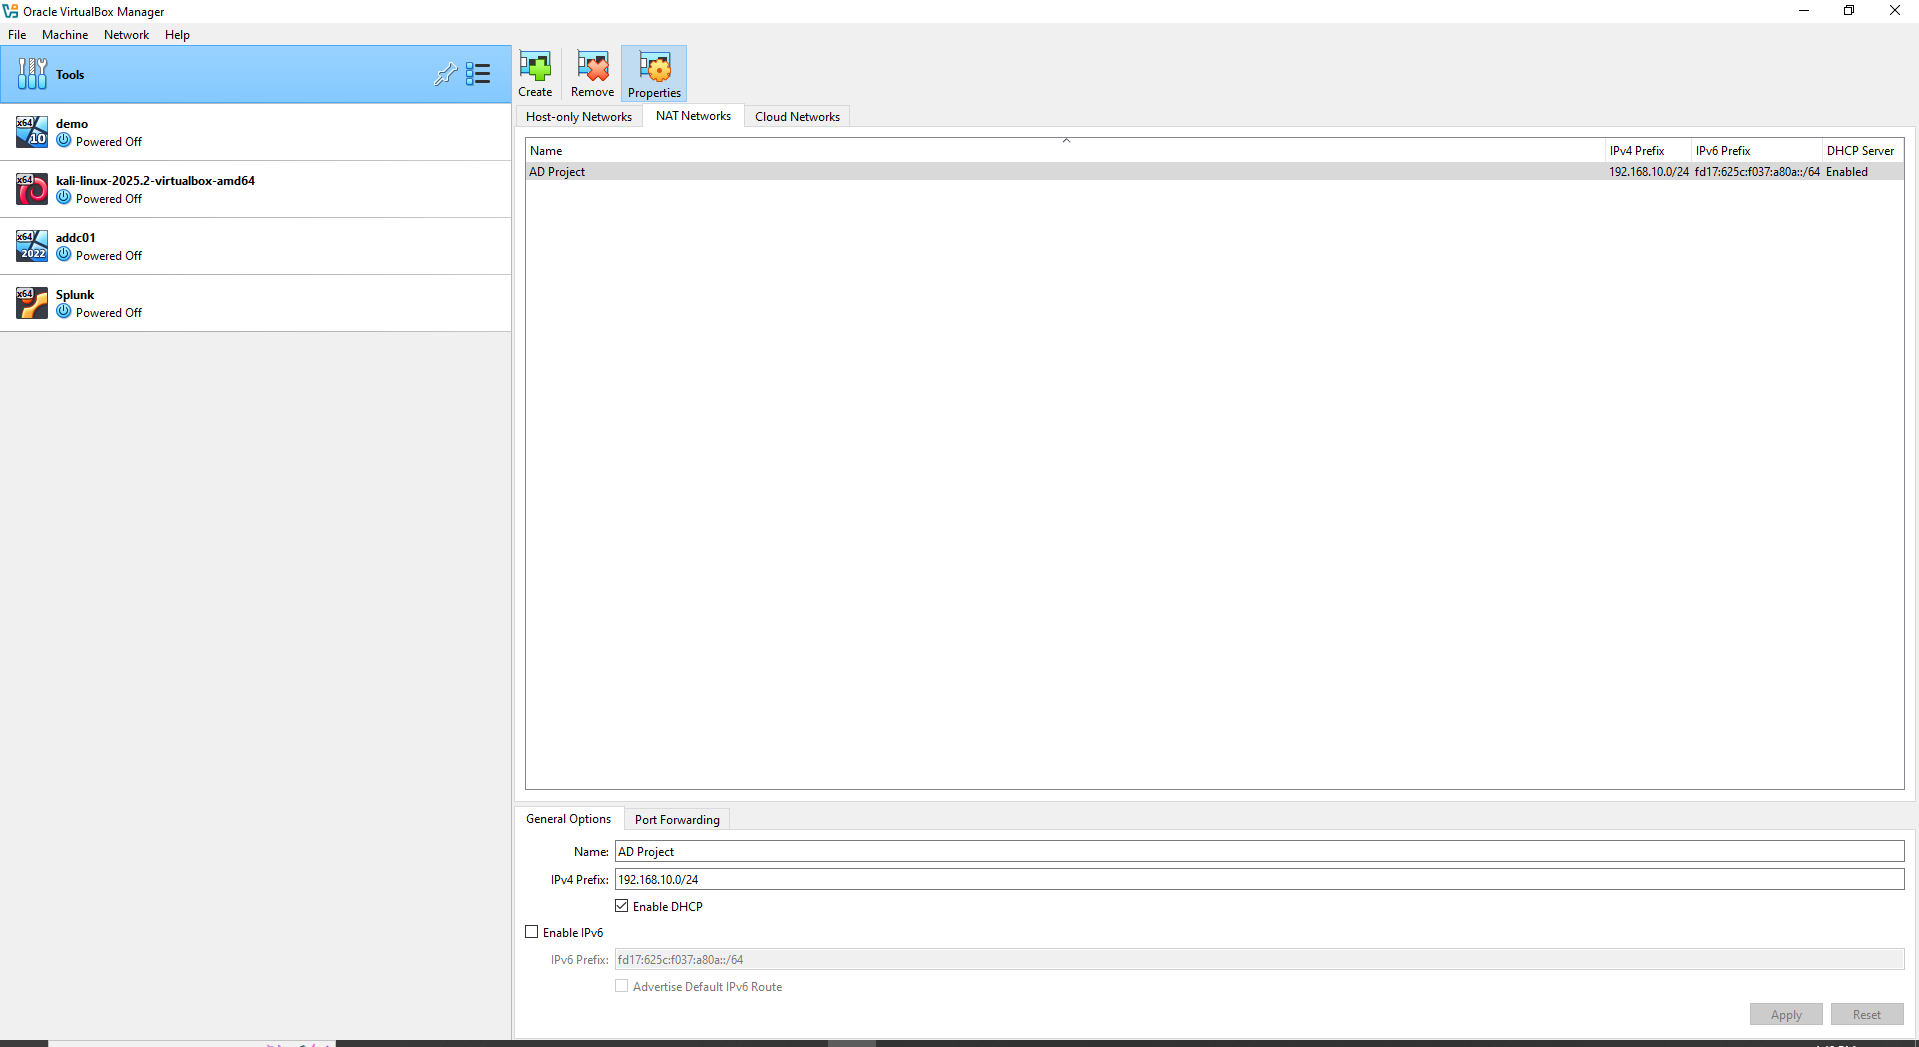 Oracle VirtualBox Manager
File Machine Network Help
Tools
x64 10 demo
Powered Off
x64 kali-linux-2025.2-virtualbox-amd64
Powered Off
x64 2022 addc01
Powered Off
x64 Splunk
Powered Off
Create Remove Properties
Host-only Networks NAT Networks Cloud Networks
Name IPv4 Prefix IPv6 Prefix DHCP Server
AD Project 192.168.10.0/24 fd17:625c:f037:a80a::/64 Enabled
General Options Port Forwarding
Name: AD Project
IPv4 Prefix: 192.168.10.0/24
Enable DHCP
Enable IPv6
IPv6 Prefix: fd17:625c:f037:a80a::/64
Advertise Default IPv6 Route
Apply Reset